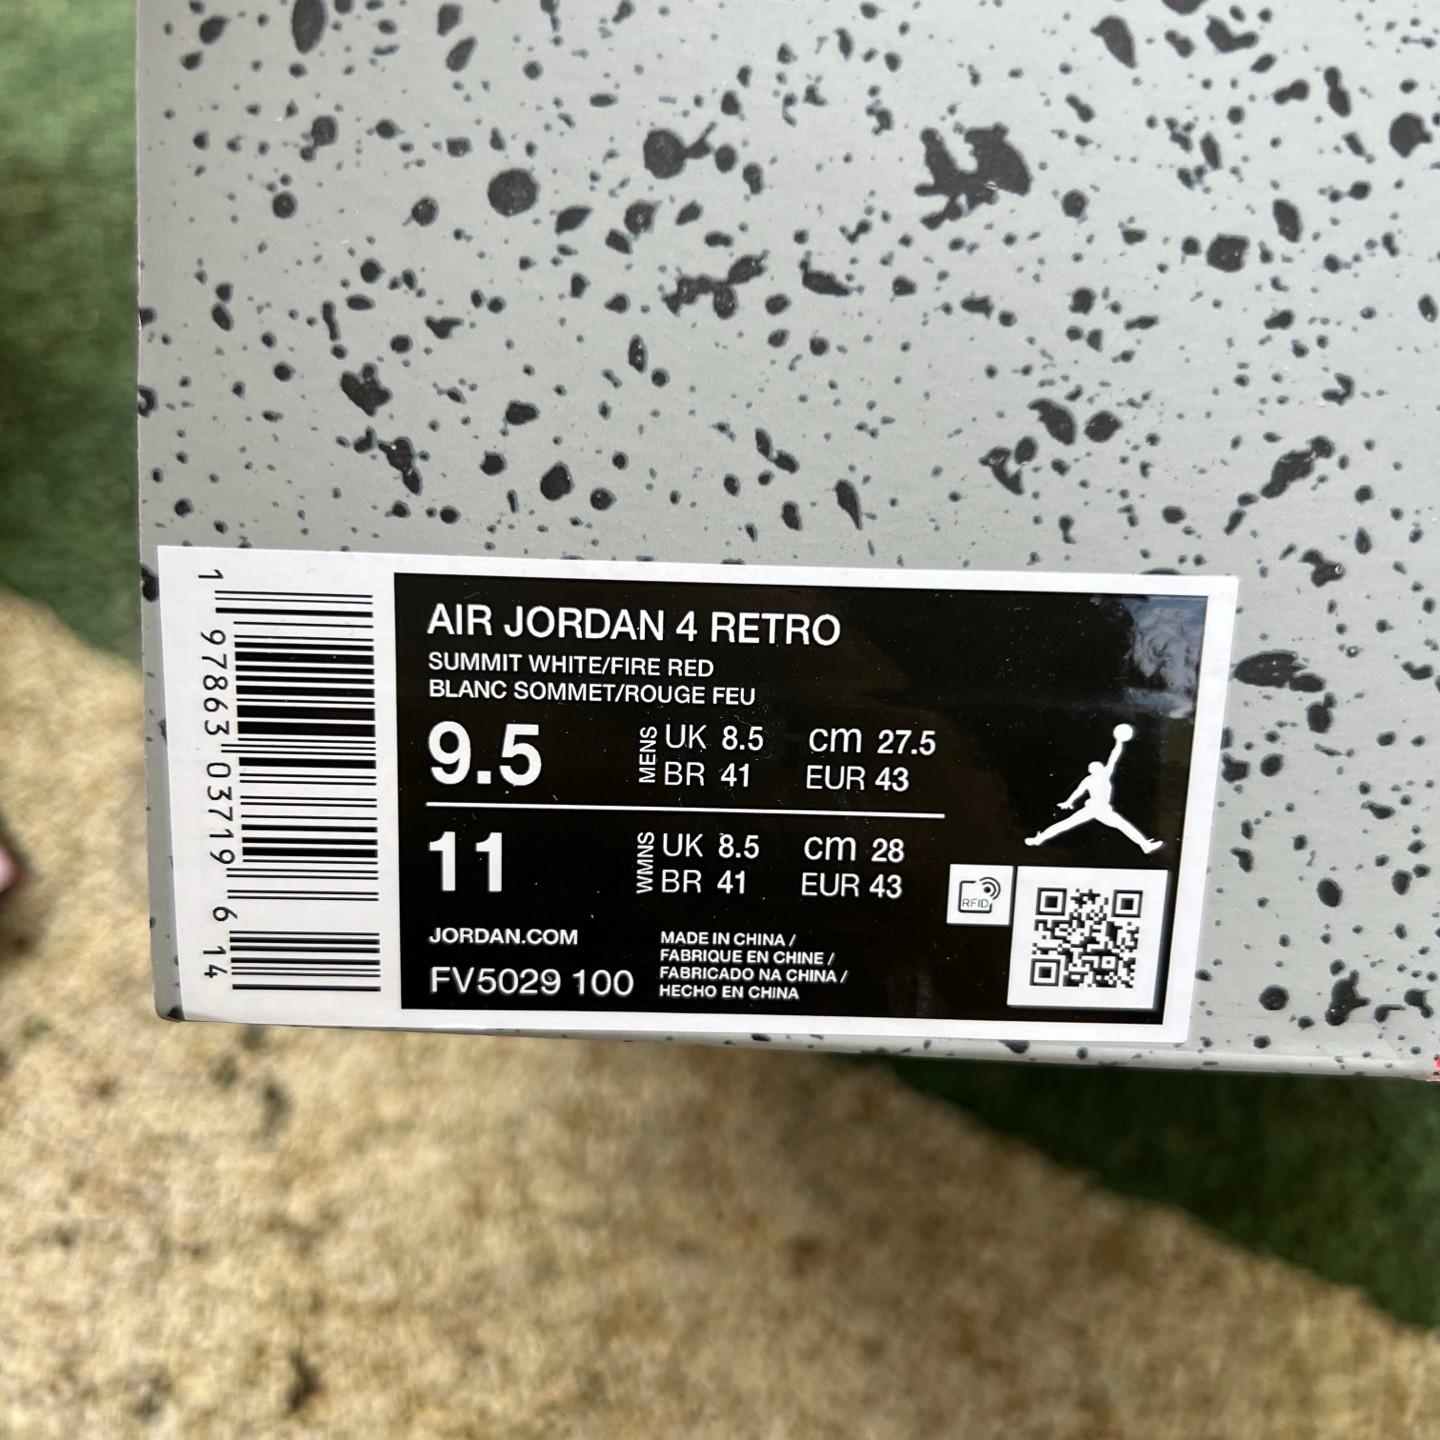 1 97863 03719 6 14
AIR JORDAN 4 RETRO
SUMMIT WHITE/FIRE RED
BLANC SOMMET/ROUGE FEU
9.5 MENS UK 8.5 cm 27.5
BR 41 EUR 43
11 WMNS UK 8.5 cm 28
BR 41 EUR 43
RFID
JORDAN.COM
FV5029 100
MADE IN CHINA /
FABRIQUE EN CHINE /
FABRICADO NA CHINA /
HECHO EN CHINA